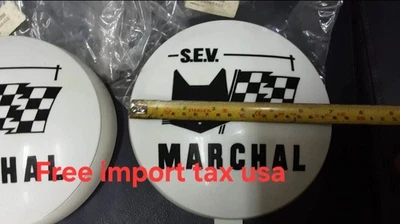 S.E.V.
MARCHAL
HAL
Free import tax usa